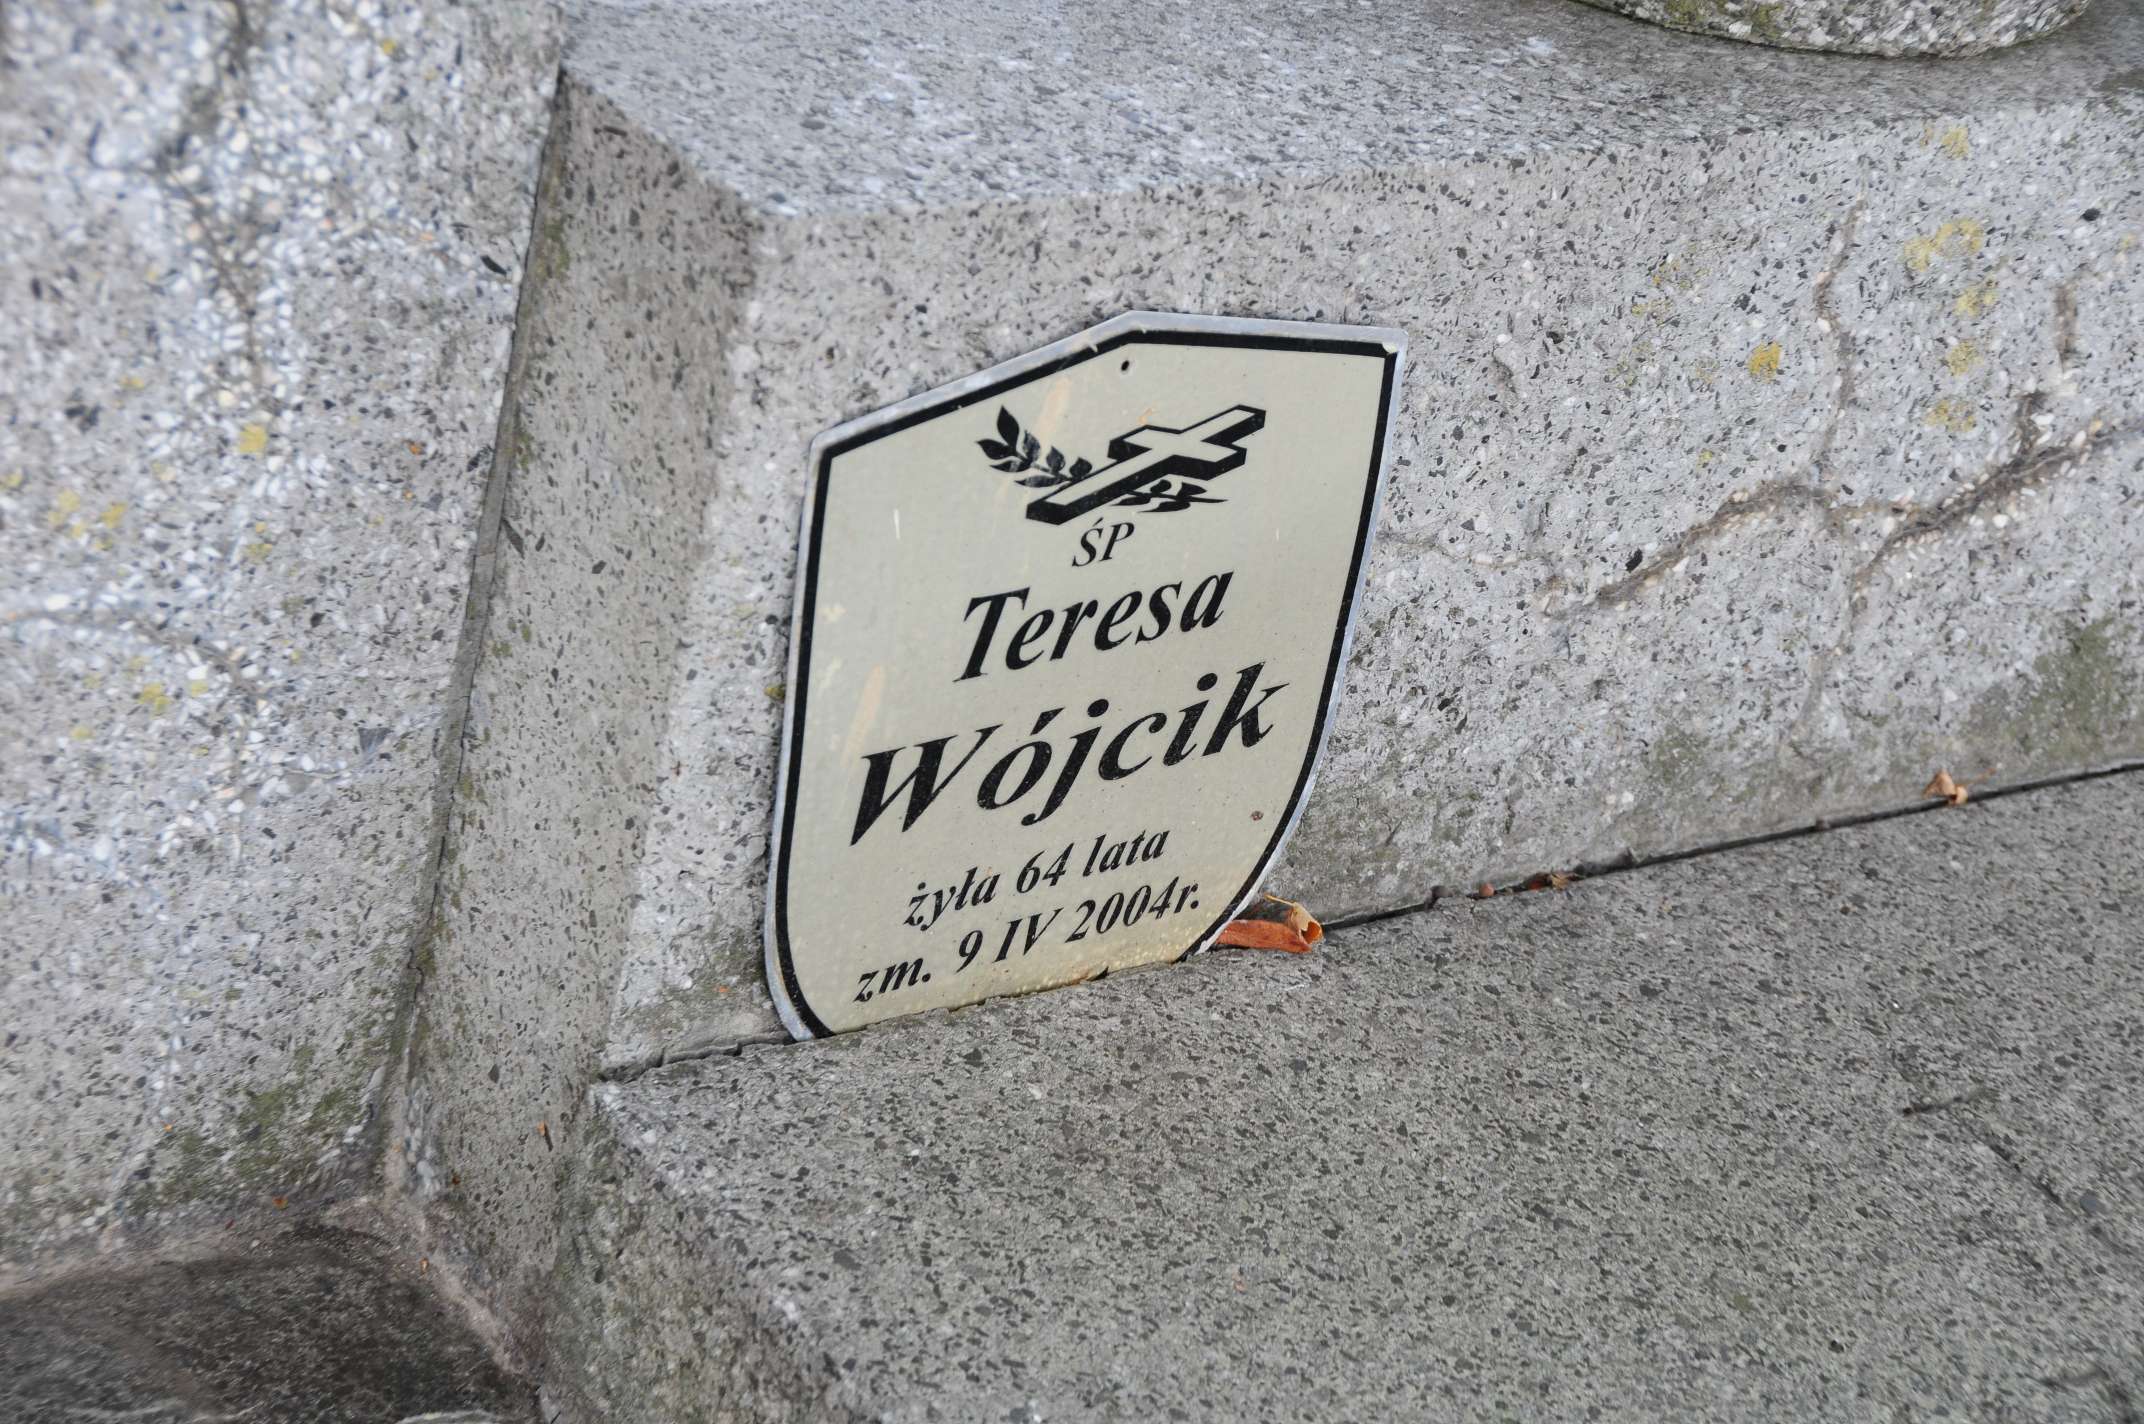 ŚP
Teresa
Wójcik
żyła 64 lata
zm. 9 IV 2004r.